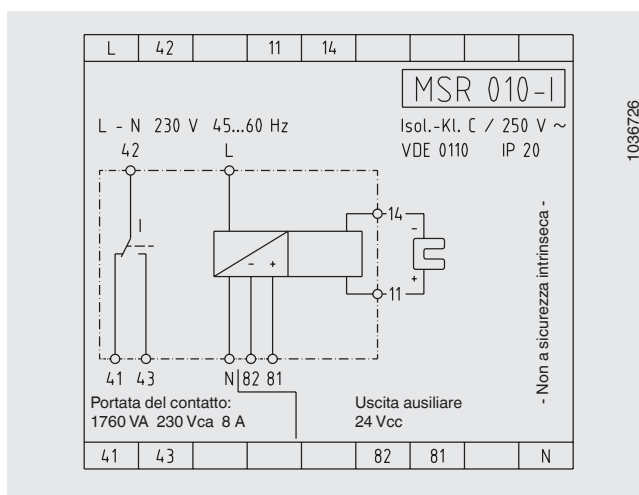 L 42 11 14
MSR 010-I
L - N 230 V 45...60 Hz
Isol.-Kl. C / 250 V ~
VDE 0110 IP 20
42 L
I
14
-
- +
+
11
41 43 N 82 81
- Non a sicurezza intrinseca -
Portata del contatto:
1760 VA 230 Vca 8 A
Uscita ausiliare
24 Vcc
41 43 82 81 N
1036726